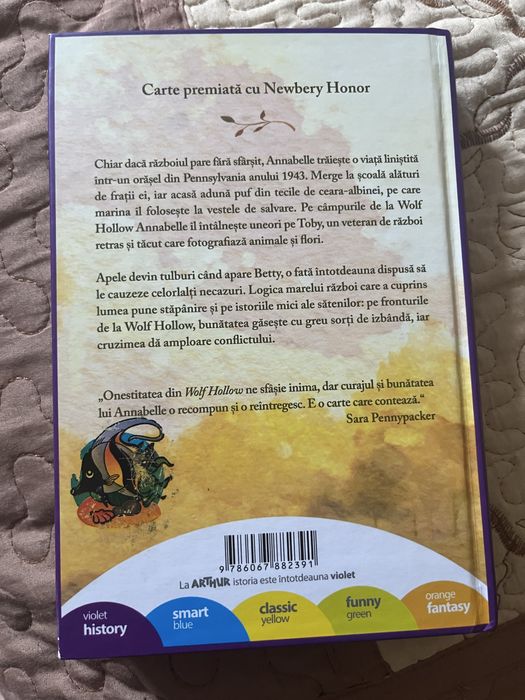 Carte premiată cu Newbery Honor
Chiar dacă războiul pare fără sfârșit, Annabelle trăiește o viață liniștită
într-un orășel din Pennsylvania anului 1943. Merge la școală alături
de frații ei, iar acasă adună puf din tecile de ceara-albinei, pe care
marina îl folosește la vestele de salvare. Pe câmpurile de la Wolf
Hollow Annabelle îl întâlnește uneori pe Toby, un veteran de război
retras și tăcut care fotografiază animale și flori.
Apele devin tulburi când apare Betty, o fată întotdeauna dispusă să
le cauzeze celorlalți necazuri. Logica marelui război care a cuprins
lumea pune stăpânire și pe istoriile mici ale sătenilor: pe fronturile
de la Wolf Hollow, bunătatea găsește cu greu sorți de izbândă, iar
cruzimea dă amploare conflictului.
„Onestitatea din Wolf Hollow ne sfâșie inima, dar curajul și bunătatea
lui Annabelle o recompun și o reîntregesc. E o carte care contează.“
Sara Pennypacker
9 786067 882391
La ARTHUR istoria este întotdeauna violet
violet
history
smart
blue
classic
yellow
funny
green
orange
fantasy